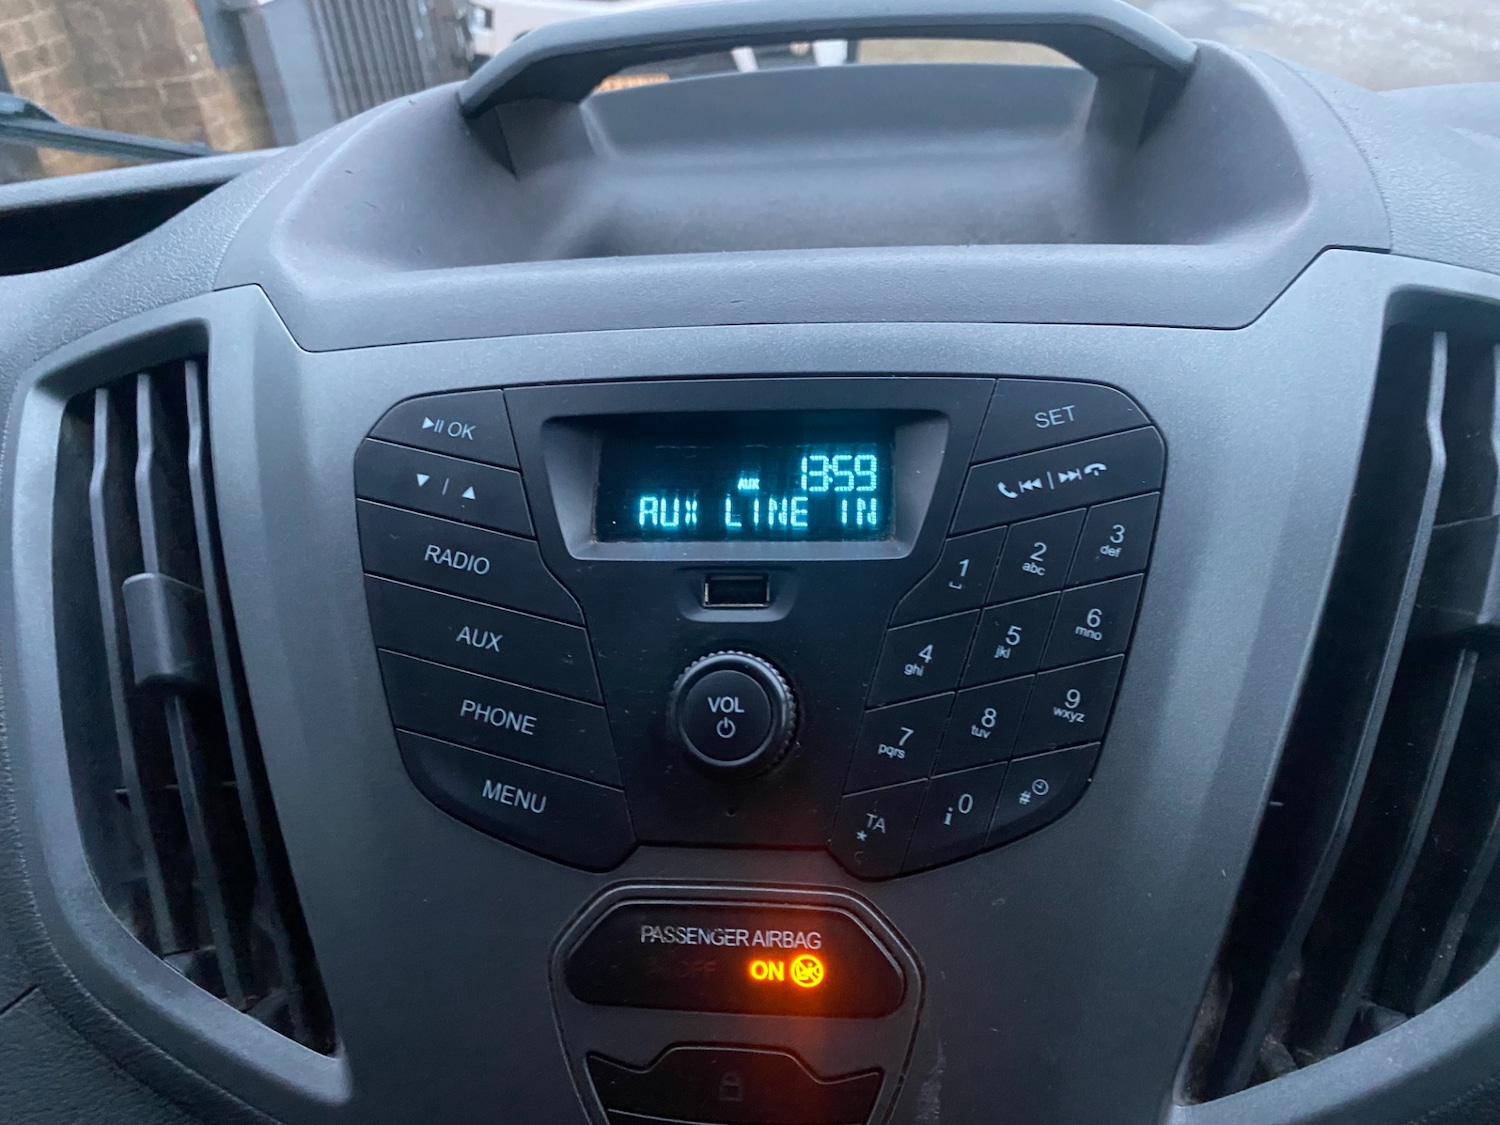 AUX 13:59
AUX LINE IN
OK
RADIO
AUX
PHONE
MENU
VOL
SET
1
2 abc
3 def
4 ghi
5 jkl
6 mno
7 pqrs
8 tuv
9 wxyz
TA *
i 0
#
PASSENGER AIRBAG
OFF ON